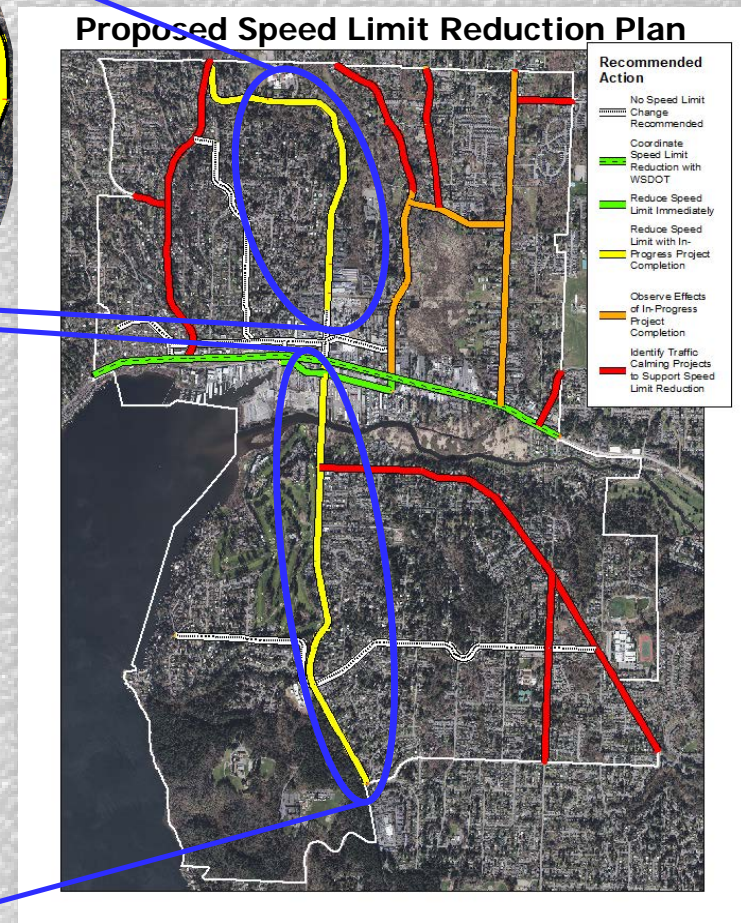 Proposed Speed Limit Reduction Plan
Recommended
Action
No Speed Limit
Change
Recommended
Coordinate
Speed Limit
Reduction with
WSDOT
Reduce Speed
Limit Immediately
Reduce Speed
Limit with In-
Progress Project
Completion
Observe Effects
of In-Progress
Project
Completion
Identify Traffic
Calming Projects
to Support Speed
Limit Reduction